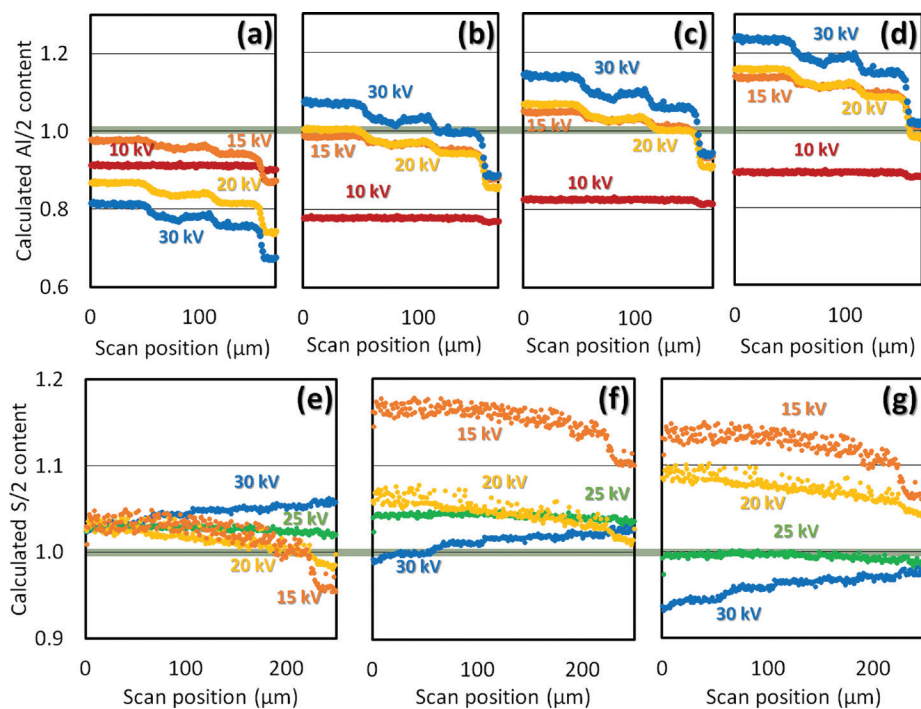 Calculated Al/2 content
1.2
1.0
0.8
0.6
(a)
15 kV
10 kV
20 kV
30 kV
(b)
30 kV
15 kV
20 kV
10 kV
(c)
30 kV
15 kV
20 kV
10 kV
(d)
30 kV
15 kV
20 kV
10 kV
0 100
0 100
0 100
0 100
Scan position (µm)
Scan position (µm)
Scan position (µm)
Scan position (µm)
Calculated S/2 content
1.2
1.1
1.0
0.9
(e)
30 kV
25 kV
20 kV
15 kV
(f)
15 kV
20 kV
25 kV
30 kV
(g)
15 kV
20 kV
25 kV
30 kV
0 100 200
0 100 200
0 100 200
Scan position (µm)
Scan position (µm)
Scan position (µm)